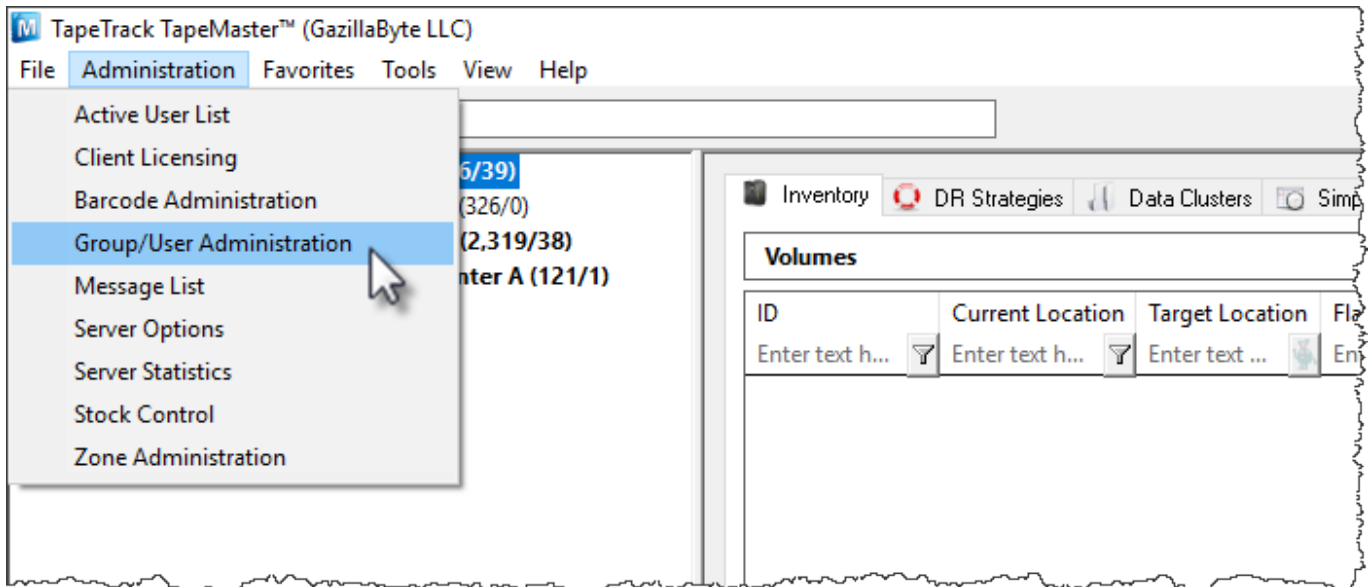 TapeTrack TapeMaster™ (GazillaByte LLC)
File Administration Favorites Tools View Help
Active User List
Client Licensing
Barcode Administration
Group/User Administration
Message List
Server Options
Server Statistics
Stock Control
Zone Administration
6/39)
(326/0)
(2,319/38)
nter A (121/1)
Inventory DR Strategies Data Clusters Simp
Volumes
ID Current Location Target Location Fla
Enter text h... Enter text h... Enter text ... En